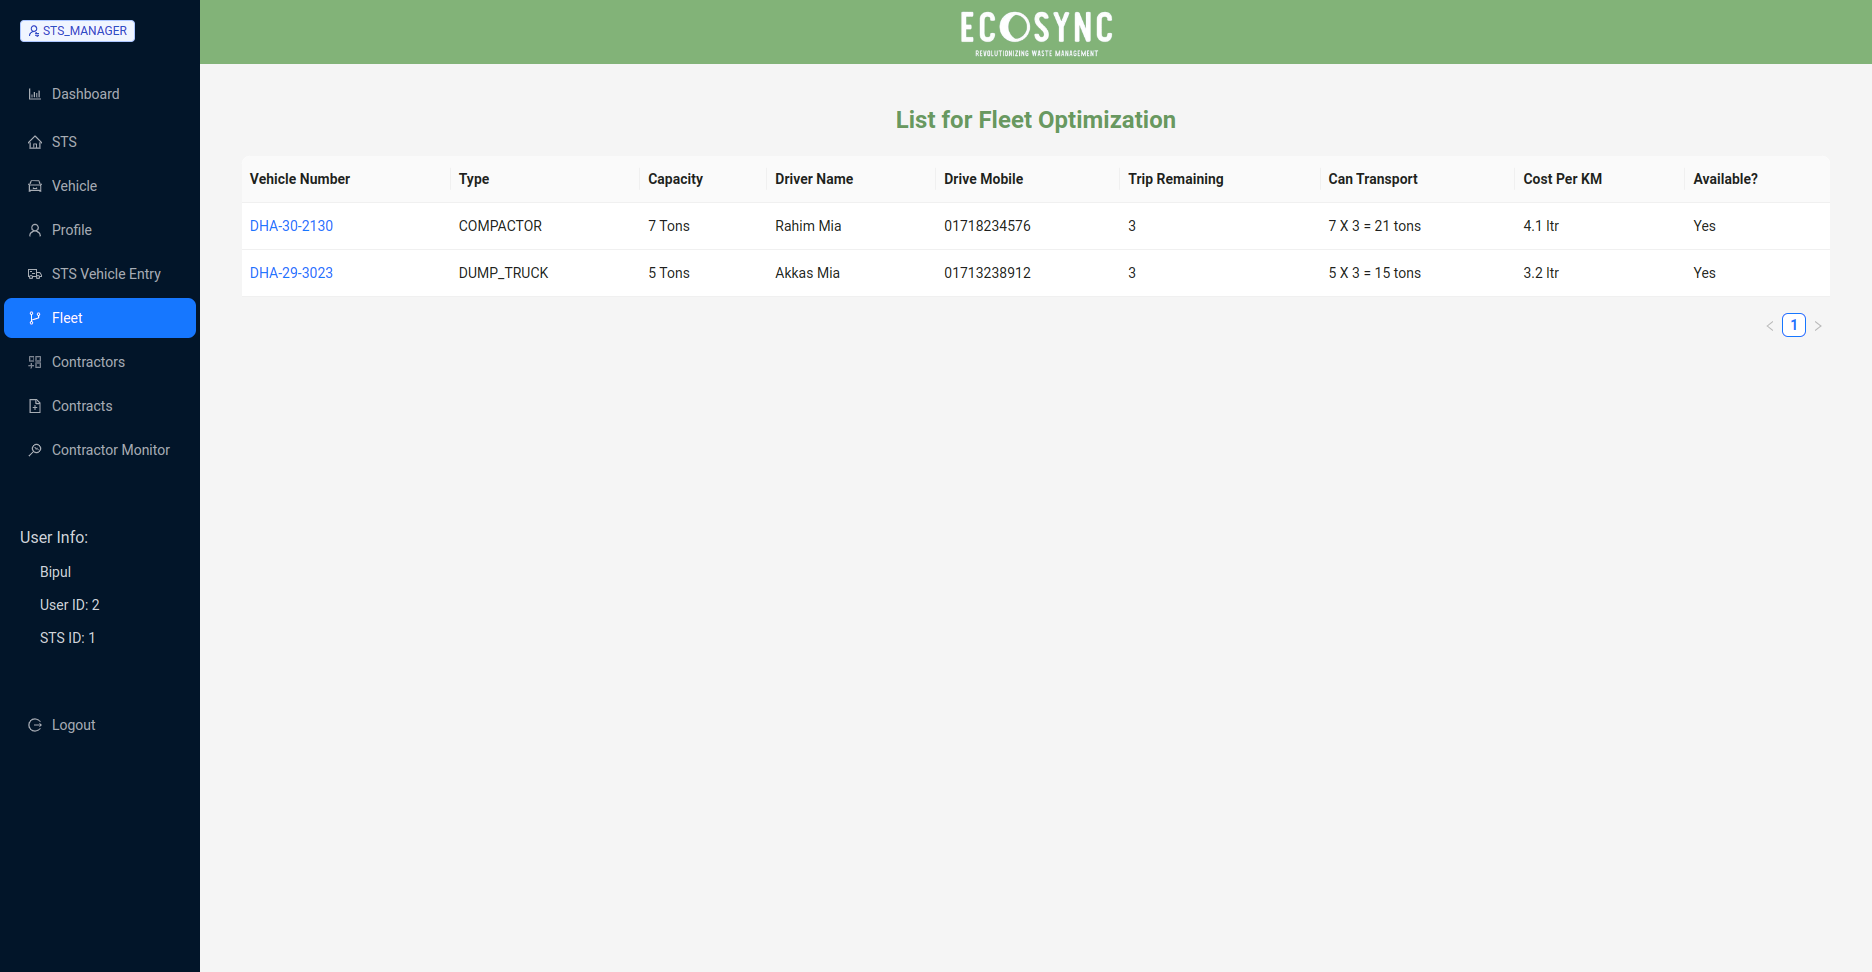 STS_MANAGER
Dashboard
STS
Vehicle
Profile
STS Vehicle Entry
Fleet
Contractors
Contracts
Contractor Monitor
User Info:
Bipul
User ID: 2
STS ID: 1
Logout
ECOSYNC
REVOLUTIONIZING WASTE MANAGEMENT
List for Fleet Optimization
Vehicle Number Type Capacity Driver Name Drive Mobile Trip Remaining Can Transport Cost Per KM Available?
DHA-30-2130 COMPACTOR 7 Tons Rahim Mia 01718234576 3 7 X 3 = 21 tons 4.1 ltr Yes
DHA-29-3023 DUMP_TRUCK 5 Tons Akkas Mia 01713238912 3 5 X 3 = 15 tons 3.2 ltr Yes
< 1 >